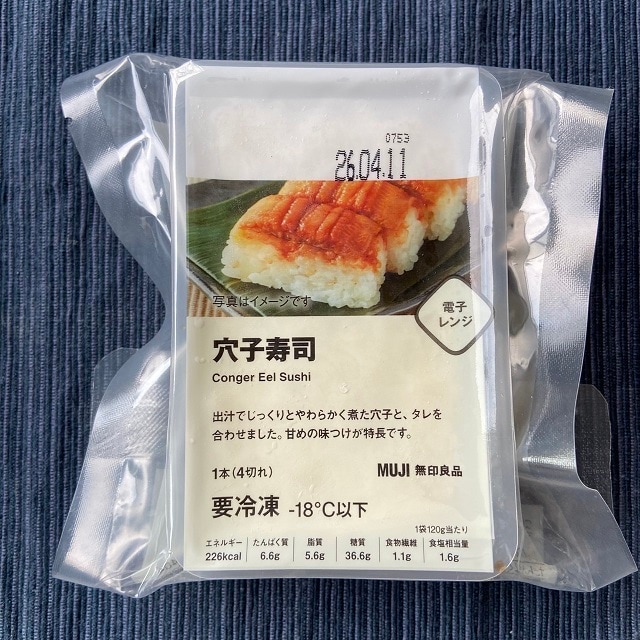 0753
26.04.11
写真はイメージです
電子
レンジ
穴子寿司
Conger Eel Sushi
出汁でじっくりとやわらかく煮た穴子と、タレを
合わせました。甘めの味つけが特長です。
1本(4切れ)
MUJI 無印良品
要冷凍 -18℃以下
1袋120g当たり
エネルギー たんぱく質 脂質 糖質 食物繊維 食塩相当量
226kcal 6.6g 5.6g 36.6g 1.1g 1.6g